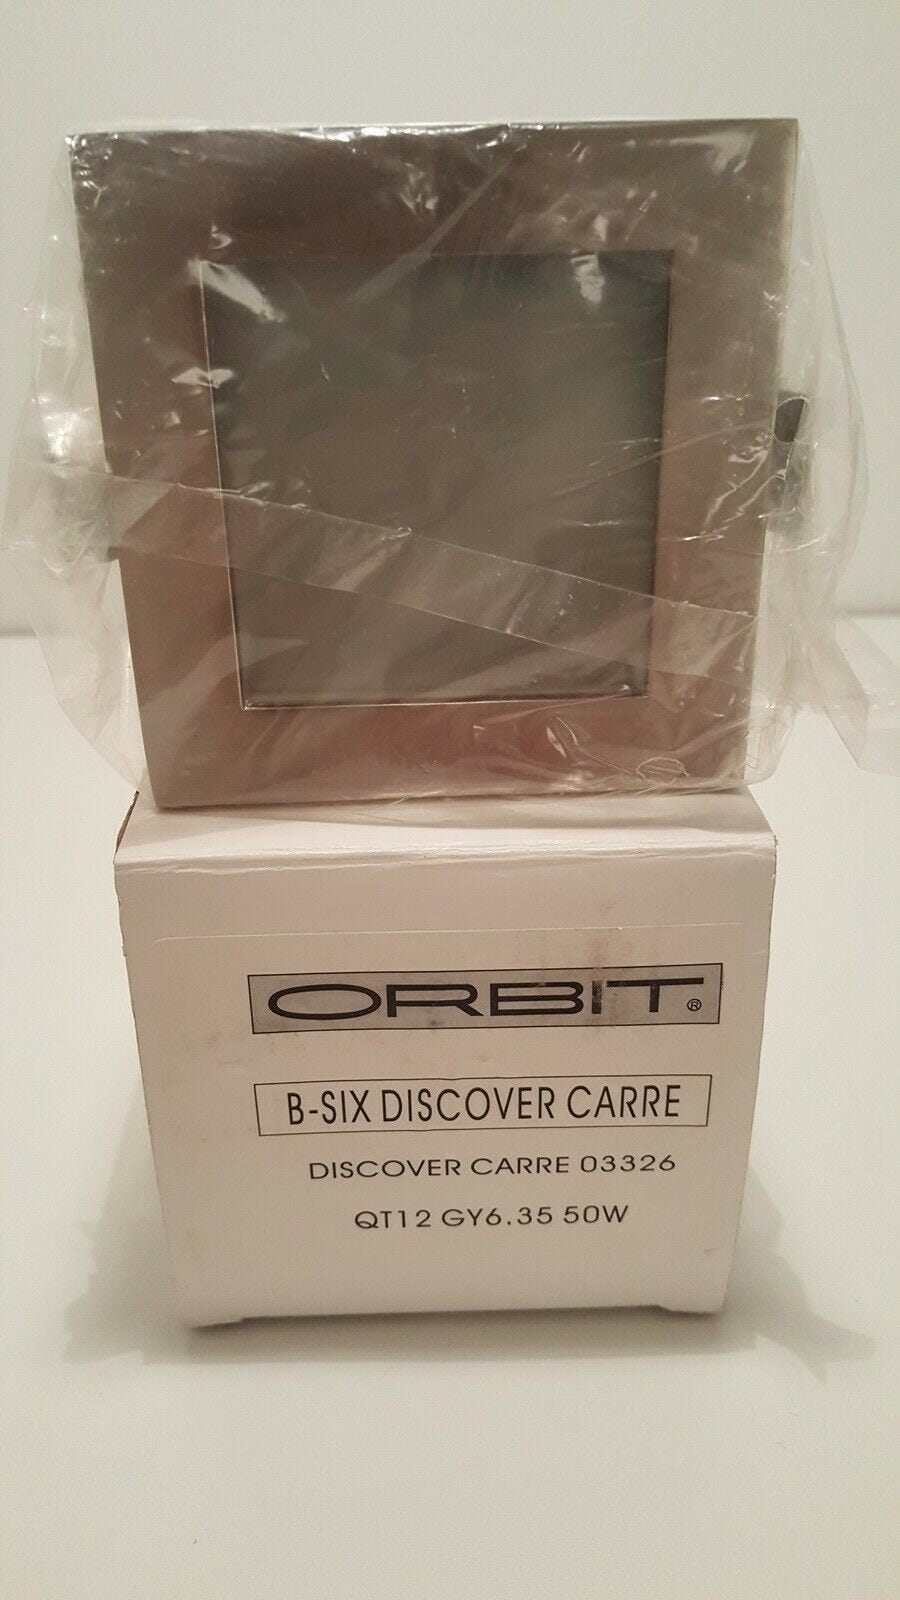 ORBIT®
B-SIX DISCOVER CARRE
DISCOVER CARRE 03326
QT12 GY6.35 50W